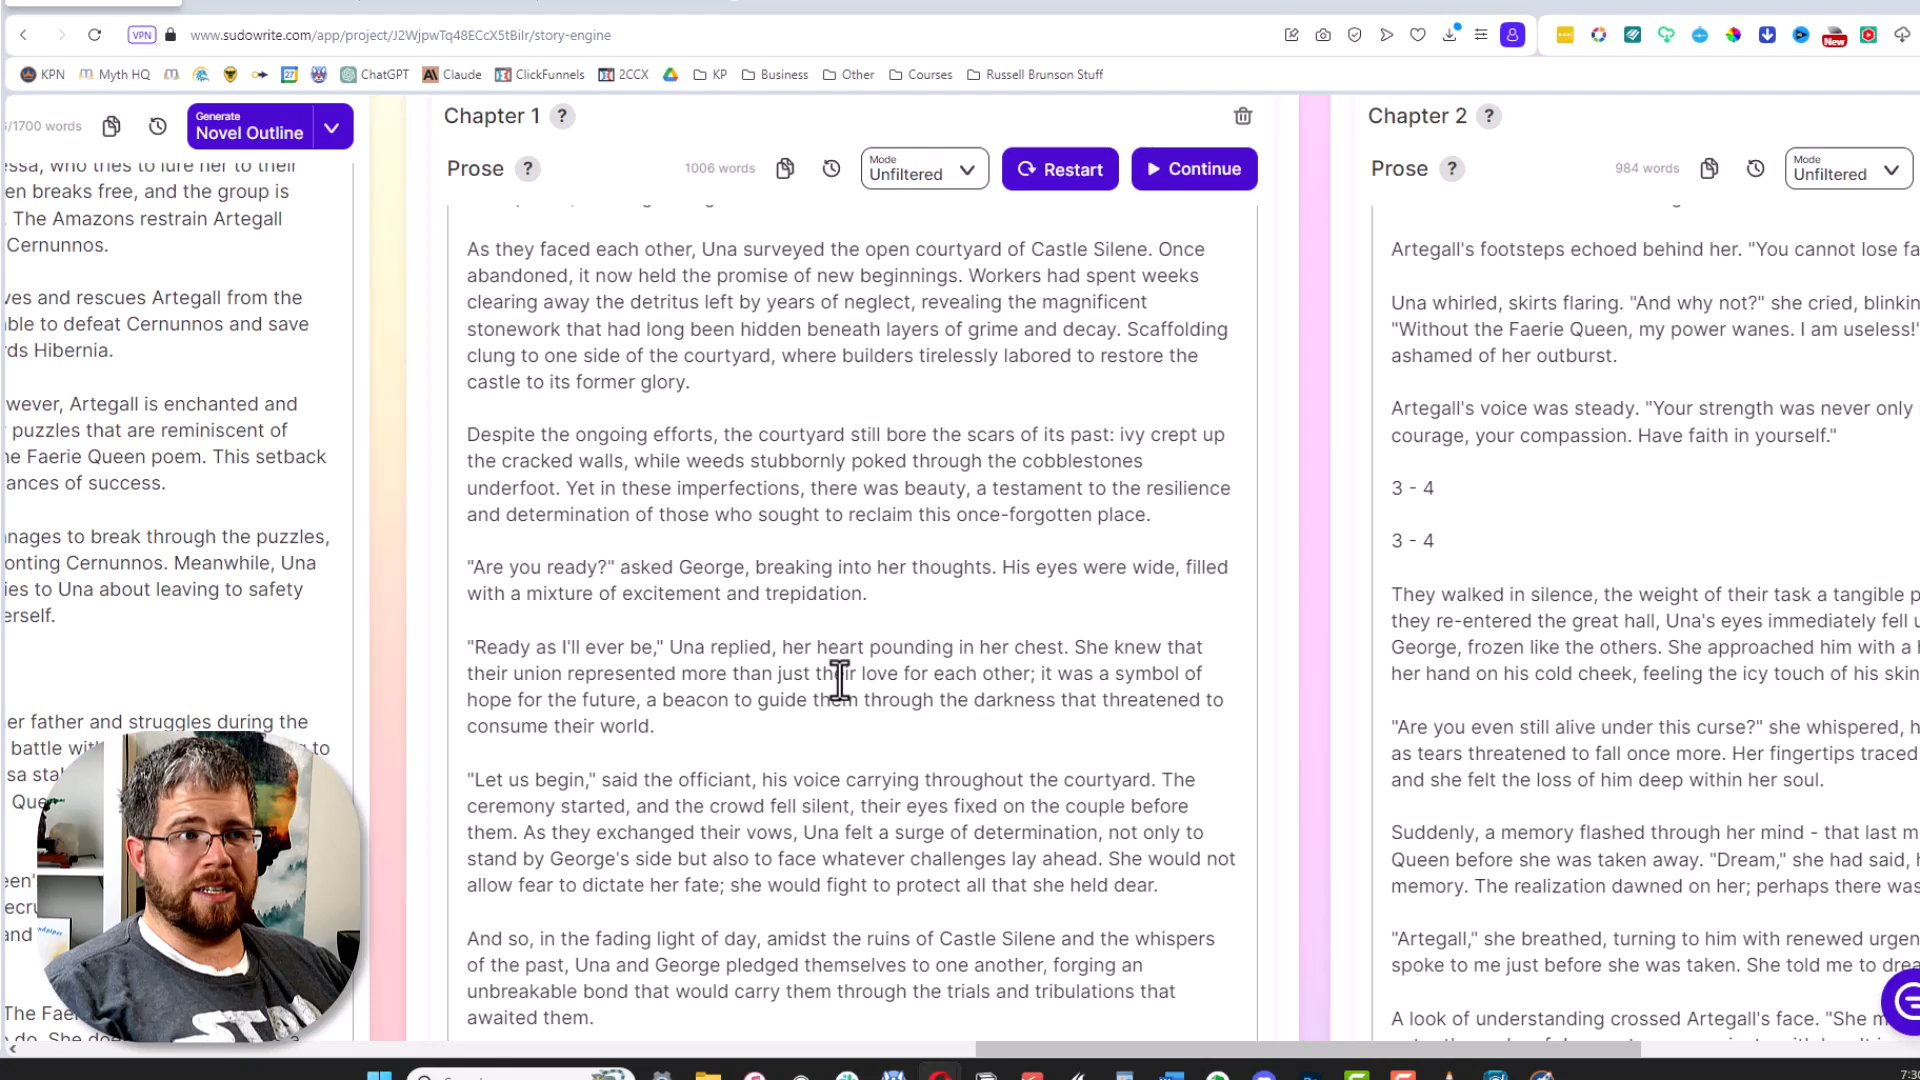 VPN www.sudowrite.com/app/project/J2WjpwTq48ECcX5tBiIr/story-engine
New
KPN Myth HQ 27 ChatGPT Claude ClickFunnels 2CCX KP Business Other Courses Russell Brunson Stuff
/1700 words
Generate
Novel Outline
essa, who tries to lure her to their
en breaks free, and the group is
. The Amazons restrain Artegall
Cernunnos.
ves and rescues Artegall from the
ble to defeat Cernunnos and save
rds Hibernia.
wever, Artegall is enchanted and
puzzles that are reminiscent of
he Faerie Queen poem. This setback
ances of success.
nages to break through the puzzles,
onting Cernunnos. Meanwhile, Una
ies to Una about leaving to safety
erself.
er father and struggles during the
battle
to
Chapter 1 ?
Prose ? 1006 words
Mode
Unfiltered
Restart
Continue
As they faced each other, Una surveyed the open courtyard of Castle Silene. Once
abandoned, it now held the promise of new beginnings. Workers had spent weeks
clearing away the detritus left by years of neglect, revealing the magnificent
stonework that had long been hidden beneath layers of grime and decay. Scaffolding
clung to one side of the courtyard, where builders tirelessly labored to restore the
castle to its former glory.
Despite the ongoing efforts, the courtyard still bore the scars of its past: ivy crept up
the cracked walls, while weeds stubbornly poked through the cobblestones
underfoot. Yet in these imperfections, there was beauty, a testament to the resilience
and determination of those who sought to reclaim this once-forgotten place.
"Are you ready?" asked George, breaking into her thoughts. His eyes were wide, filled
with a mixture of excitement and trepidation.
"Ready as I'll ever be," Una replied, her heart pounding in her chest. She knew that
their union represented more than just their love for each other; it was a symbol of
hope for the future, a beacon to guide them through the darkness that threatened to
consume their world.
"Let us begin," said the officiant, his voice carrying throughout the courtyard. The
ceremony started, and the crowd fell silent, their eyes fixed on the couple before
them. As they exchanged their vows, Una felt a surge of determination, not only to
stand by George's side but also to face whatever challenges lay ahead. She would not
allow fear to dictate her fate; she would fight to protect all that she held dear.
And so, in the fading light of day, amidst the ruins of Castle Silene and the whispers
of the past, Una and George pledged themselves to one another, forging an
unbreakable bond that would carry them through the trials and tribulations that
awaited them.
Chapter 2 ?
Prose ? 984 words
Mode
Unfiltered
Artegall's footsteps echoed behind her. "You cannot lose fa
Una whirled, skirts flaring. "And why not?" she cried, blinkin
"Without the Faerie Queen, my power wanes. I am useless!"
ashamed of her outburst.
Artegall's voice was steady. "Your strength was never only
courage, your compassion. Have faith in yourself."
3 - 4
3 - 4
They walked in silence, the weight of their task a tangible p
they re-entered the great hall, Una's eyes immediately fell u
George, frozen like the others. She approached him with a h
her hand on his cold cheek, feeling the icy touch of his skin
"Are you even still alive under this curse?" she whispered, h
as tears threatened to fall once more. Her fingertips traced
and she felt the loss of him deep within her soul.
Suddenly, a memory flashed through her mind - that last m
Queen before she was taken away. "Dream," she had said, h
memory. The realization dawned on her; perhaps there was
"Artegall," she breathed, turning to him with renewed urgen
spoke to me just before she was taken. She told me to drea
A look of understanding crossed Artegall's face. "She m